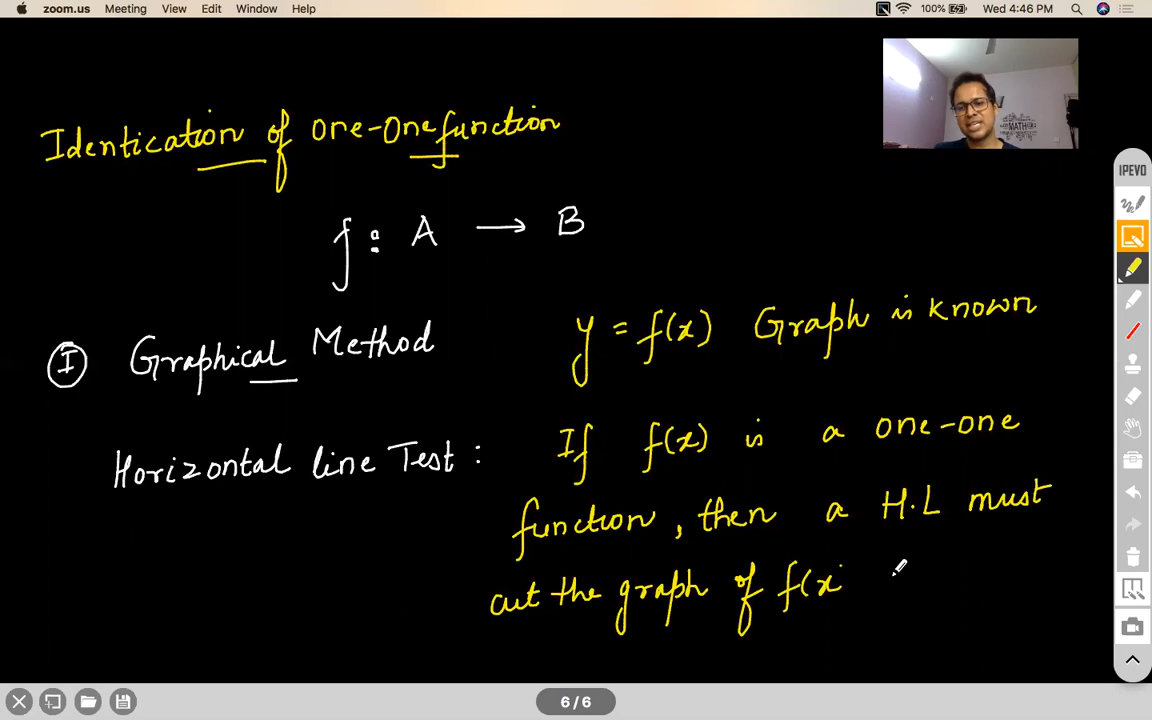 zoom.us Meeting View Edit Window Help 100% Wed 4:46 PM
Identication of one-one function
MATH
IPEVO
f : A → B
I Graphical Method
y = f(x) Graph is known
Horizontal line Test :
If f(x) is a one-one
function, then a H.L must
cut the graph of f(x
6 / 6